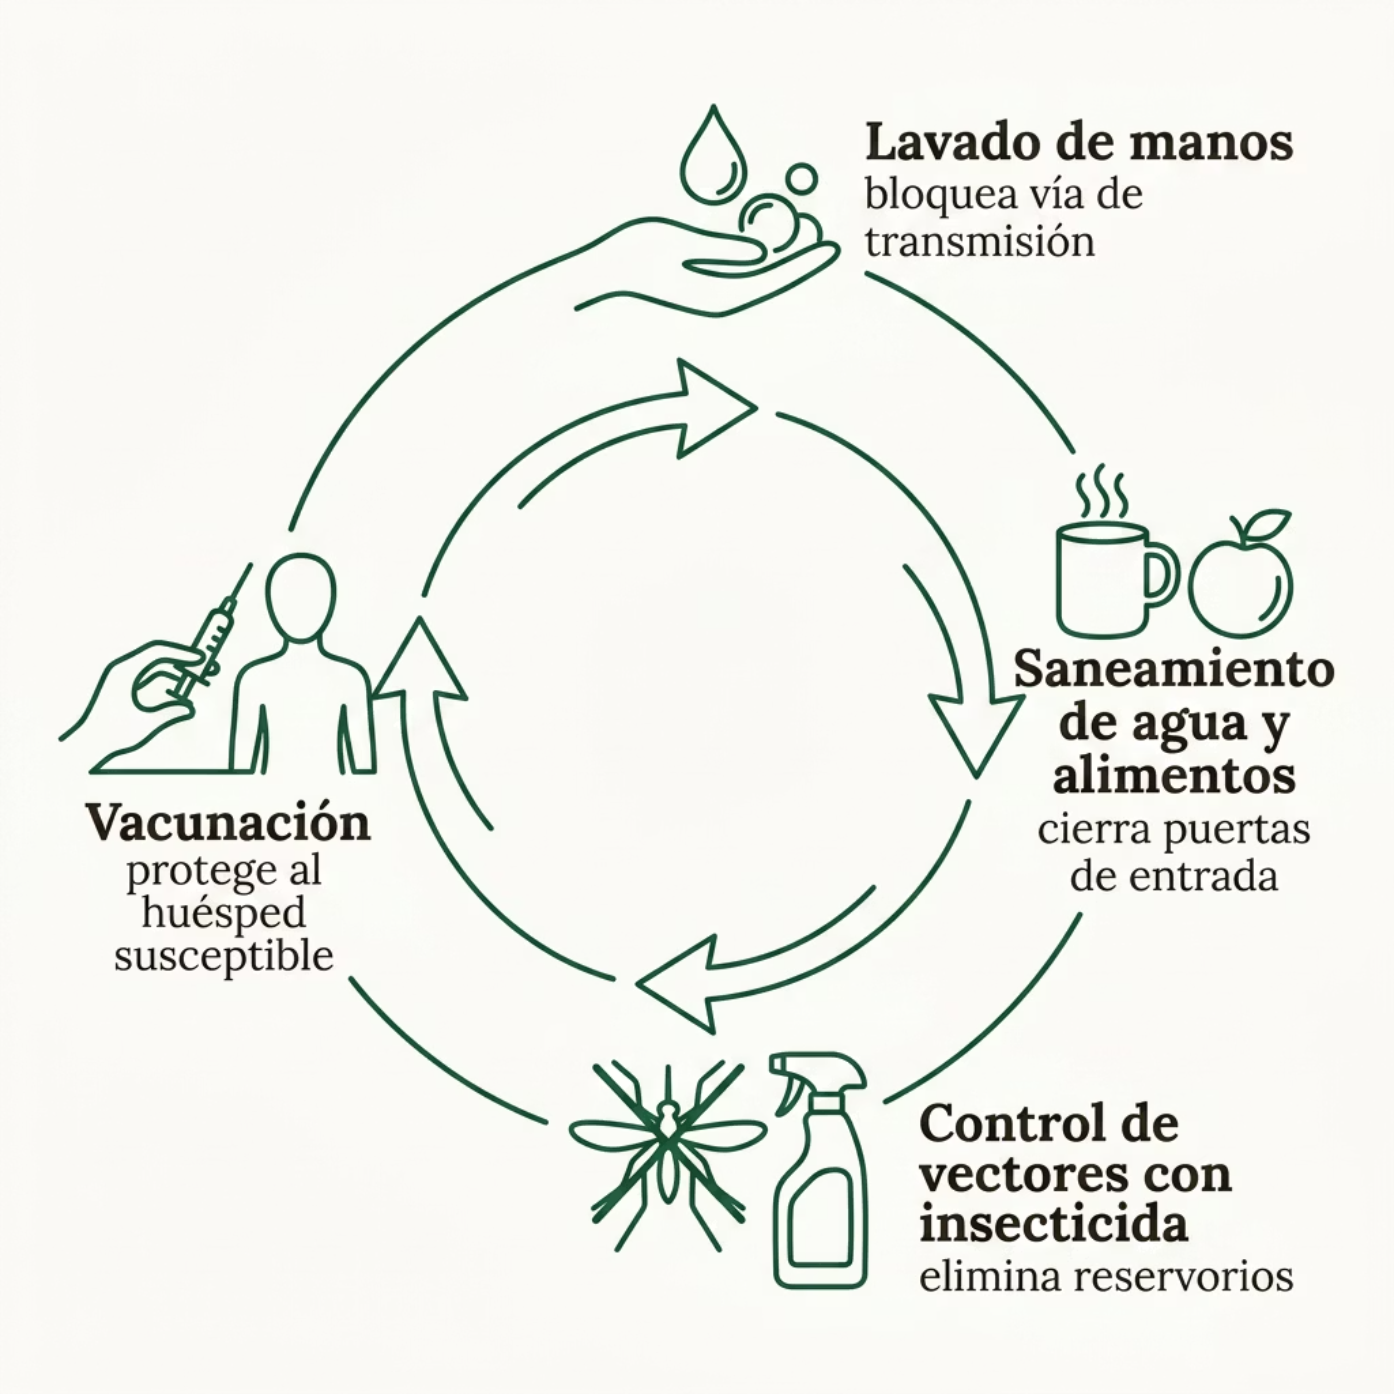 Lavado de manos
bloquea vía de
transmisión
Saneamiento
de agua y
alimentos
cierra puertas
de entrada
Vacunación
protege al
huésped
susceptible
Control de
vectores con
insecticida
elimina reservorios